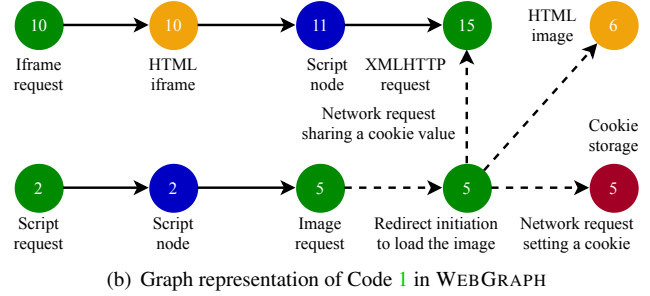 10
10
11
15
HTML
image
6
Iframe
request
HTML
iframe
Script
node
XMLHTTP
request
Network request
sharing a cookie value
Cookie
storage
2
2
5
5
5
Script
request
Script
node
Image
request
Redirect initiation
to load the image
Network request
setting a cookie
(b) Graph representation of Code 1 in WEBGRAPH